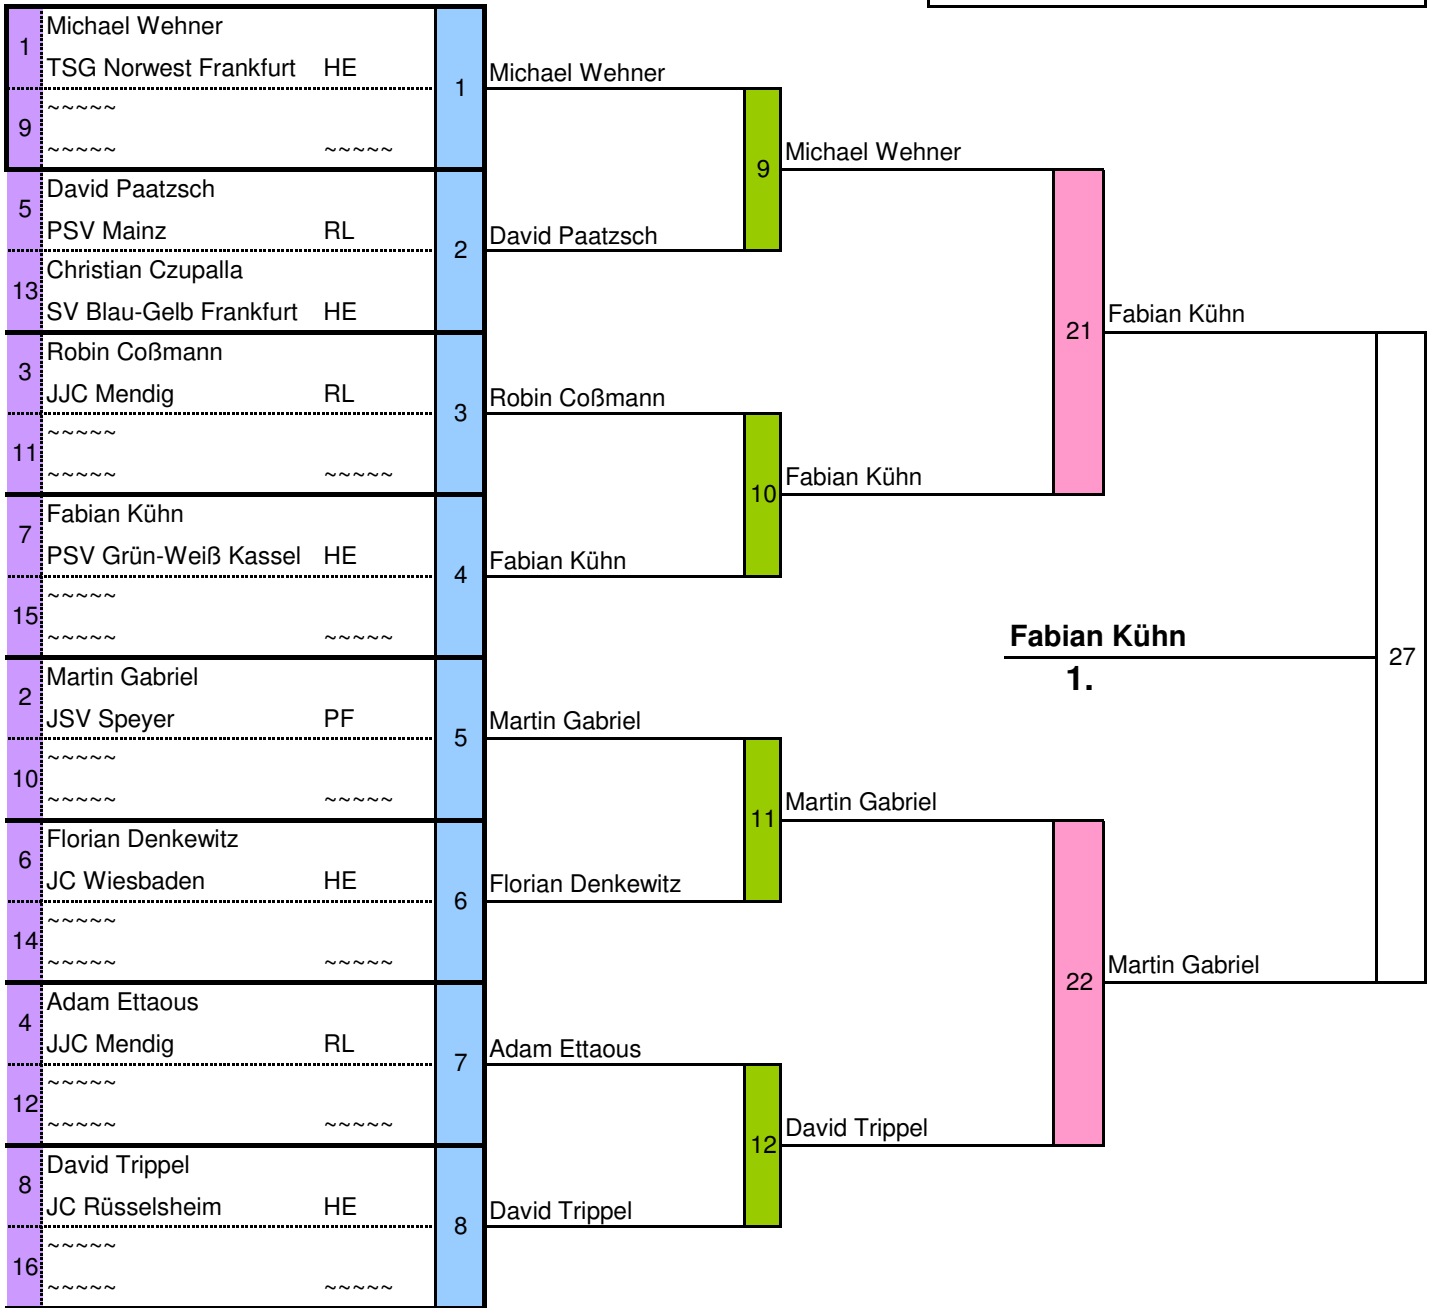 1
Michael Wehner
TSG Norwest Frankfurt HE
9
~~~~~
~~~~~ ~~~~~
1
5
David Paatzsch
PSV Mainz RL
13
Christian Czupalla
SV Blau-Gelb Frankfurt HE
2
3
Robin Coßmann
JJC Mendig RL
11
~~~~~
~~~~~ ~~~~~
3
7
Fabian Kühn
PSV Grün-Weiß Kassel HE
15
~~~~~
~~~~~ ~~~~~
4
2
Martin Gabriel
JSV Speyer PF
10
~~~~~
~~~~~ ~~~~~
5
6
Florian Denkewitz
JC Wiesbaden HE
14
~~~~~
~~~~~ ~~~~~
6
4
Adam Ettaous
JJC Mendig RL
12
~~~~~
~~~~~ ~~~~~
7
8
David Trippel
JC Rüsselsheim HE
16
~~~~~
~~~~~ ~~~~~
8
Michael Wehner
9
David Paatzsch
Robin Coßmann
10
Fabian Kühn
Martin Gabriel
11
Florian Denkewitz
Adam Ettaous
12
David Trippel
Michael Wehner
21
Fabian Kühn
Martin Gabriel
22
David Trippel
Fabian Kühn
27
Martin Gabriel
Fabian Kühn
1.